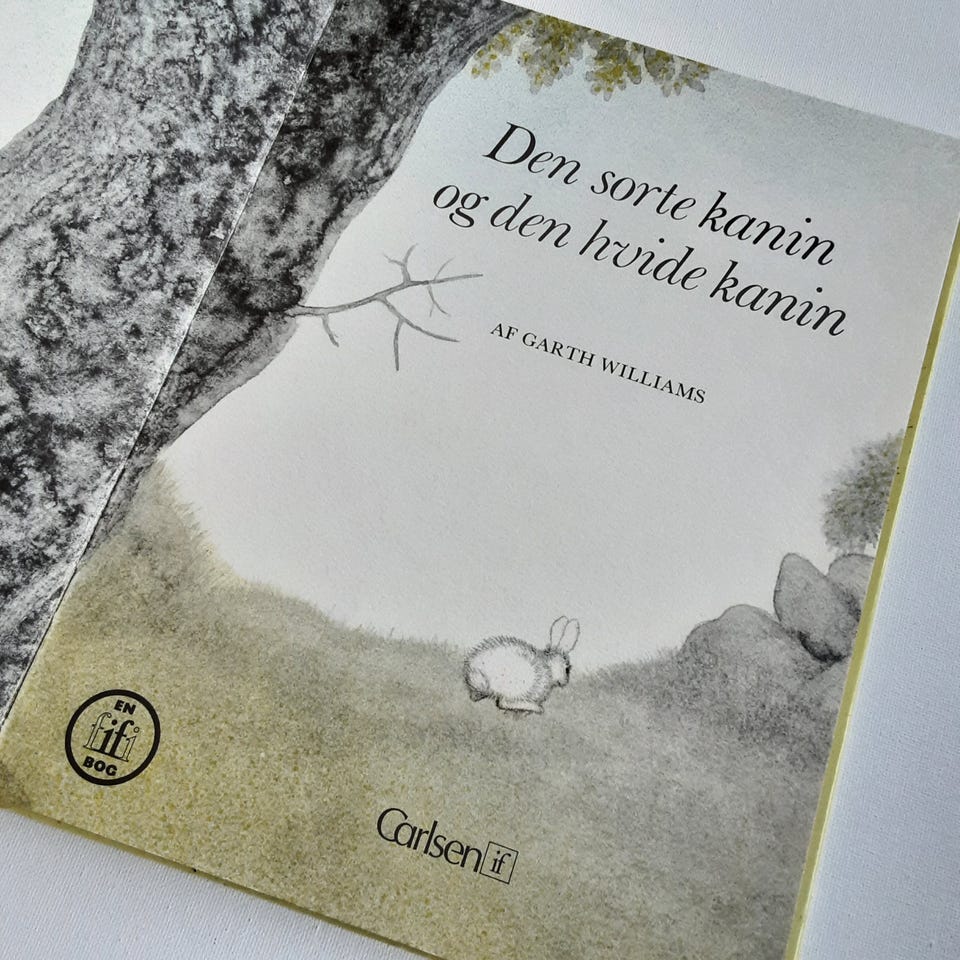 Den sorte kanin
og den hvide kanin
AF GARTH WILLIAMS
EN
fifi
BOG
Carlsen if